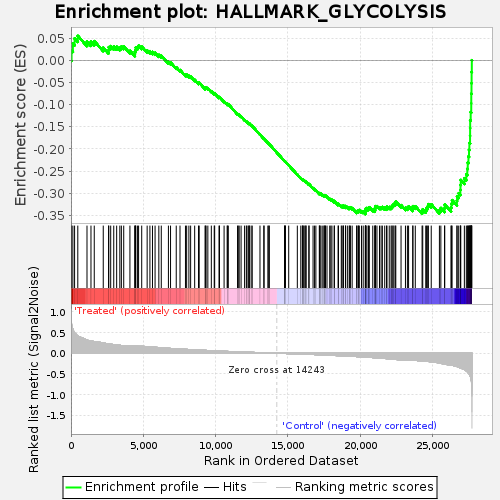 Enrichment plot: HALLMARK_GLYCOLYSIS
Enrichment score (ES)
0.05
0.00
-0.05
-0.10
-0.15
-0.20
-0.25
-0.30
-0.35
Ranked list metric (Signal2Noise)
'Treated' (positively correlated)
1.0
0.5
0.0
-0.5
-1.0
-1.5
Zero cross at 14243
'Control' (negatively correlated)
0 5,000 10,000 15,000 20,000 25,000
Rank in Ordered Dataset
Enrichment profile Hits Ranking metric scores